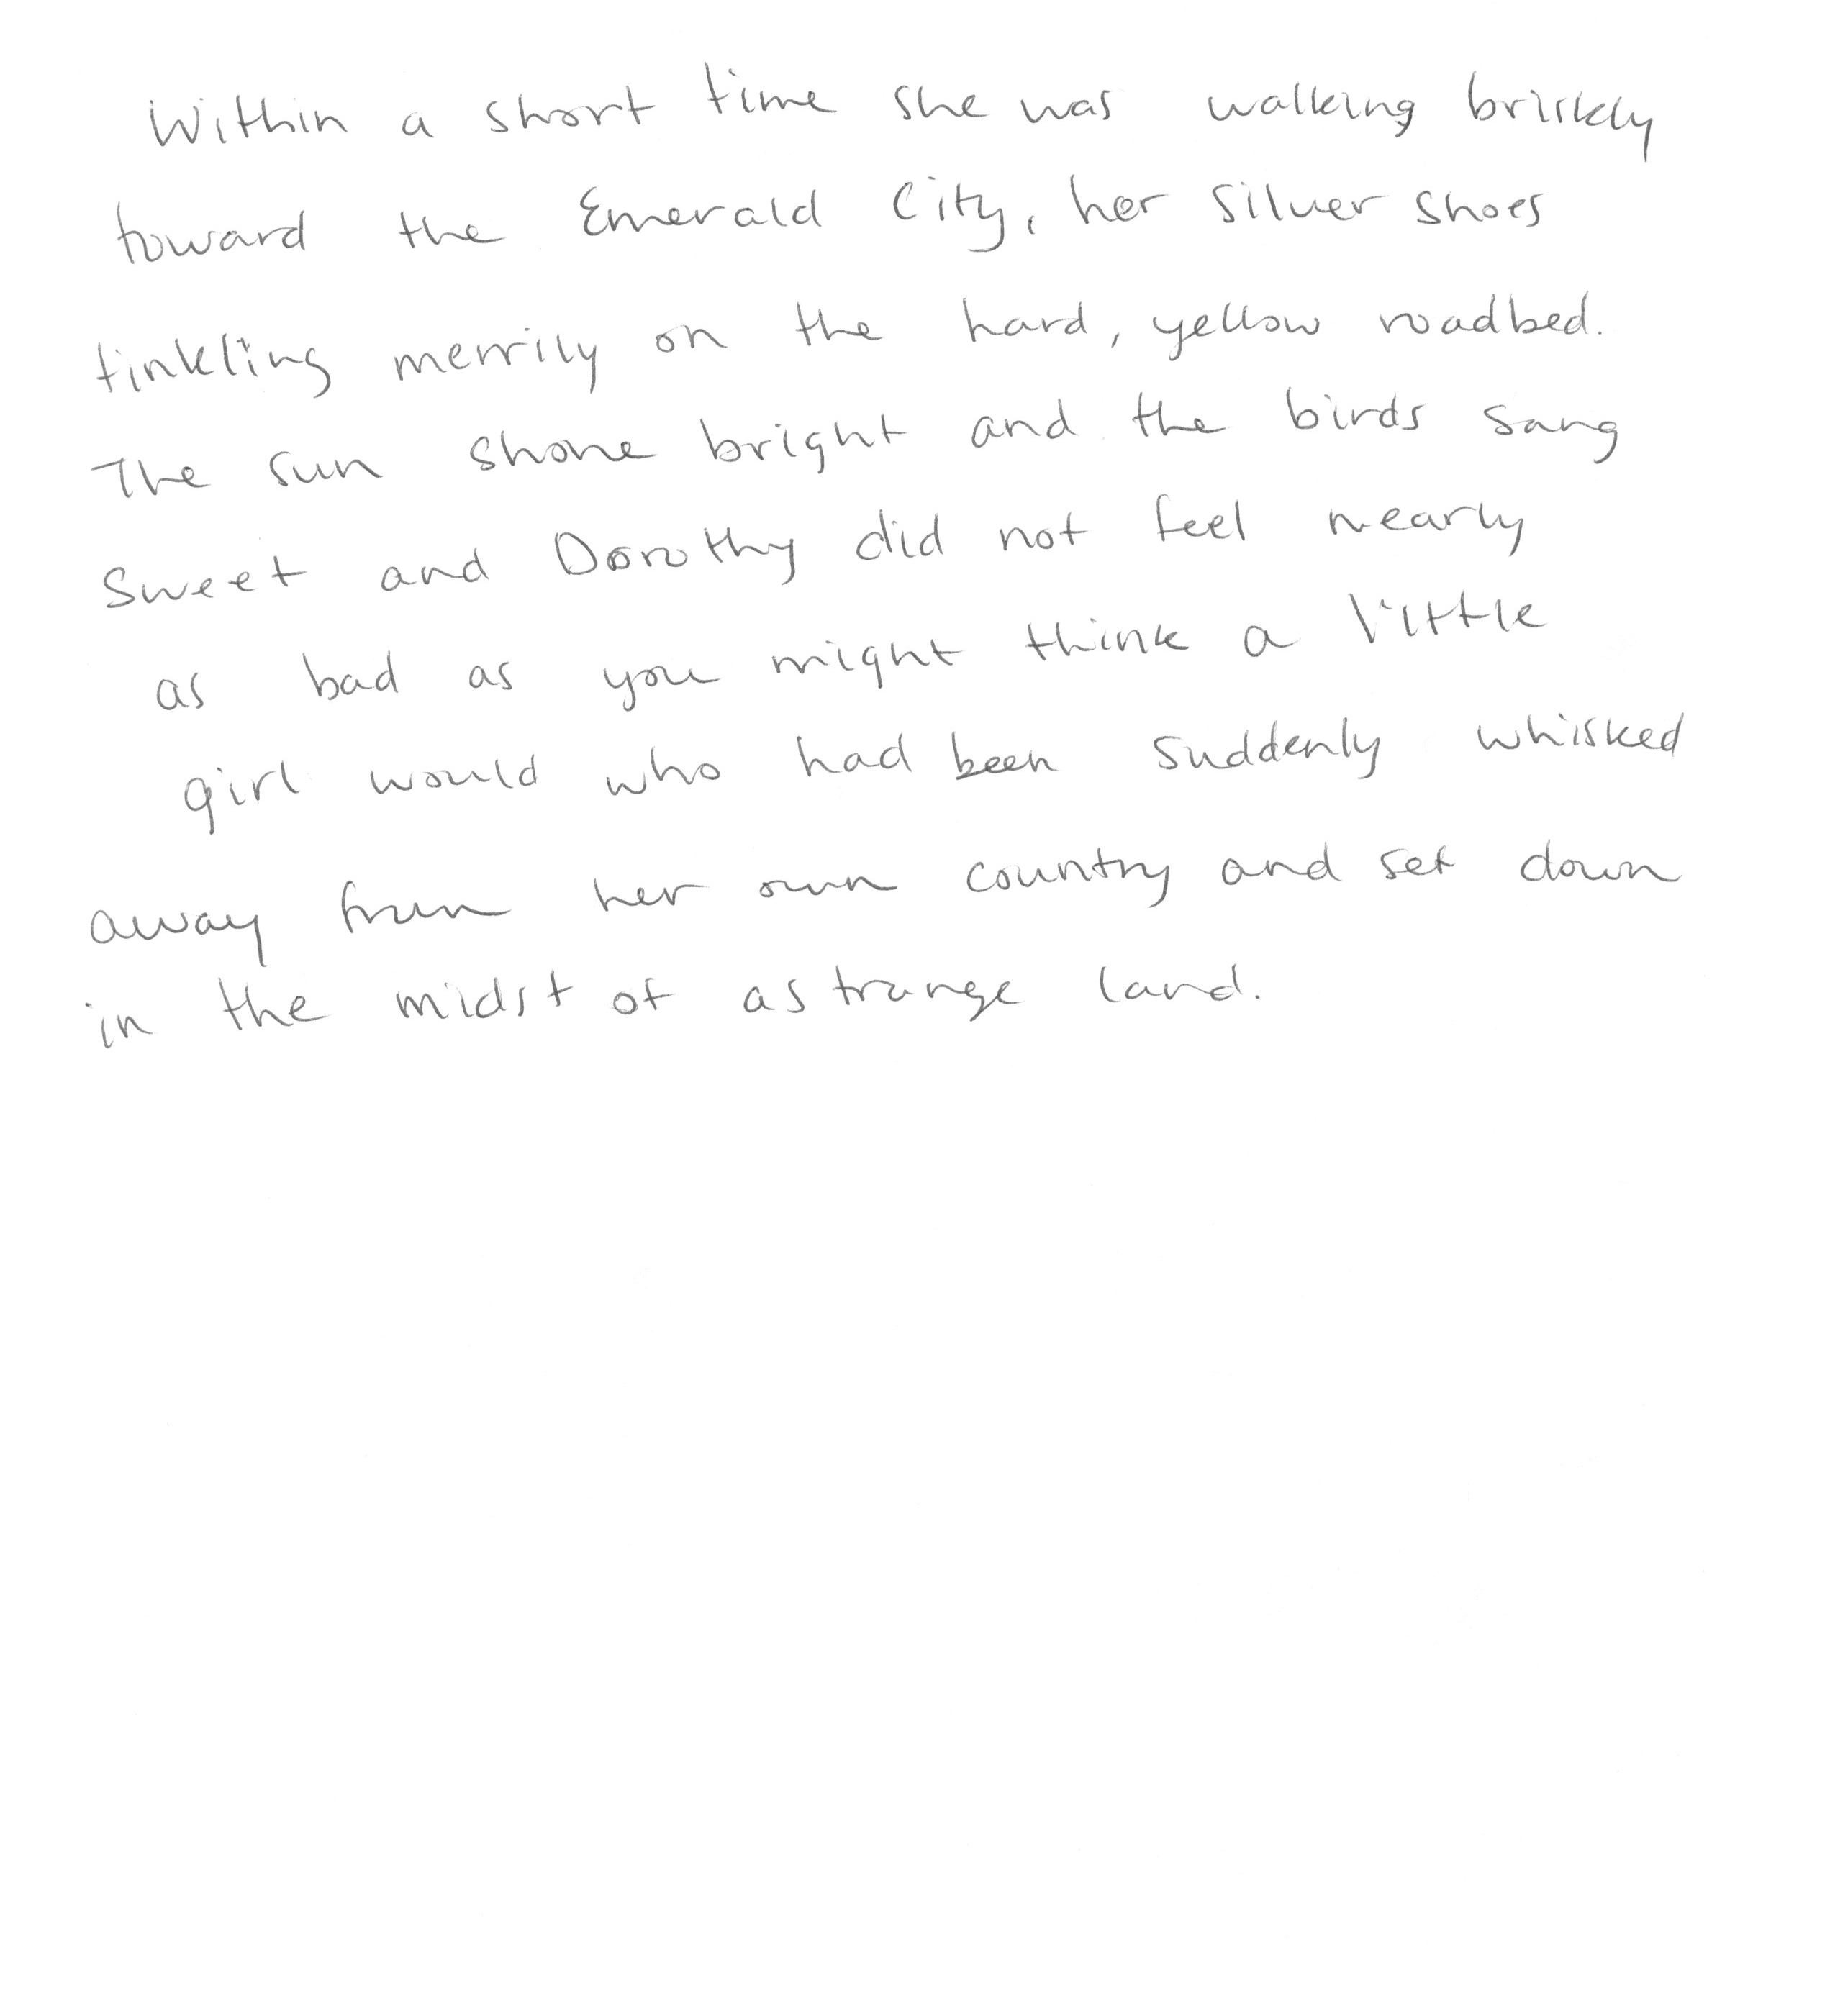 Within a short time she was walking briskly
toward the Emerald City, her silver shoes
tinkling merrily on the hard, yellow roadbed.
The sun shone bright and the birds sang
sweet and Dorothy did not feel nearly
as bad as you might think a little
girl would who had been suddenly whisked
away from her own country and set down
in the midst of a strange land.